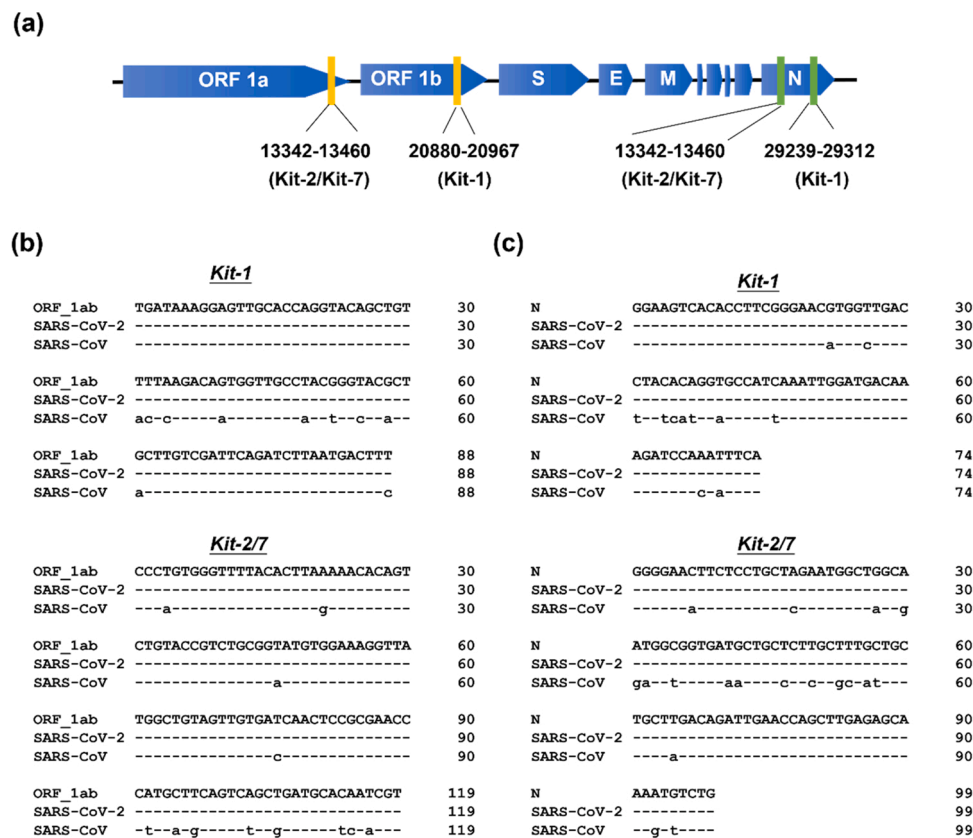 (a)
ORF 1a ORF 1b S E M N
13342-13460 20880-20967 13342-13460 29239-29312
(Kit-2/Kit-7) (Kit-1) (Kit-2/Kit-7) (Kit-1)
(b)
Kit-1
ORF_1ab TGATAAAGGAGTTGCACCAGGTACAGCTGT 30
SARS-CoV-2 ------------------------------ 30
SARS-CoV ------------------------------ 30
ORF_1ab TTTAAGACAGTGGTTGCCTACGGGTACGCT 60
SARS-CoV-2 ------------------------------ 60
SARS-CoV ac-c-----a--------a--t--c--a- 60
ORF_1ab GCTTGTCGATTCAGATCTTAATGACTTT 88
SARS-CoV-2 ---------------------------- 88
SARS-CoV a--------------------------c 88
Kit-2/7
ORF_1ab CCCTGTGGGTTTTACACTTAAAAACACAGT 30
SARS-CoV-2 ------------------------------ 30
SARS-CoV ---a----------------g--------- 30
ORF_1ab CTGTACCGTCTGCGGTATGTGGAAAGGTTA 60
SARS-CoV-2 ------------------------------ 60
SARS-CoV ---------------a-------------- 60
ORF_1ab TGGCTGTAGTTGTGATCAACTCCGCGAACC 90
SARS-CoV-2 ------------------------------ 90
SARS-CoV ---------------c-------------- 90
ORF_1ab CATGCTTCAGTCAGCTGATGCACAATCGT 119
SARS-CoV-2 ----------------------------- 119
SARS-CoV -t--a-g-----t--g------tc-a--- 119
(c)
Kit-1
N GGAAGTCACACCTTCGGGAACGTGGTTGAC 30
SARS-CoV-2 ------------------------------ 30
SARS-CoV ---------------------a---c---- 30
N CTACACAGGTGCCATCAAATTGGATGACAA 60
SARS-CoV-2 ------------------------------ 60
SARS-CoV t--tcat--a-----t-------------- 60
N AGATCCAAATTTCA 74
SARS-CoV-2 -------------- 74
SARS-CoV -------c-a---- 74
Kit-2/7
N GGGGAACTTCTCCTGCTAGAATGGCTGGCA 30
SARS-CoV-2 ------------------------------ 30
SARS-CoV ------a----------c--------a--g 30
N ATGGCGGTGATGCTGCTCTTGCTTTGCTGC 60
SARS-CoV-2 ------------------------------ 60
SARS-CoV ga--t-----aa----c--c--gc-at--- 60
N TGCTTGACAGATTGAACCAGCTTGAGAGCA 90
SARS-CoV-2 ------------------------------ 90
SARS-CoV ----a------------------------- 90
N AAATGTCTG 99
SARS-CoV-2 --------- 99
SARS-CoV --g-t---- 99